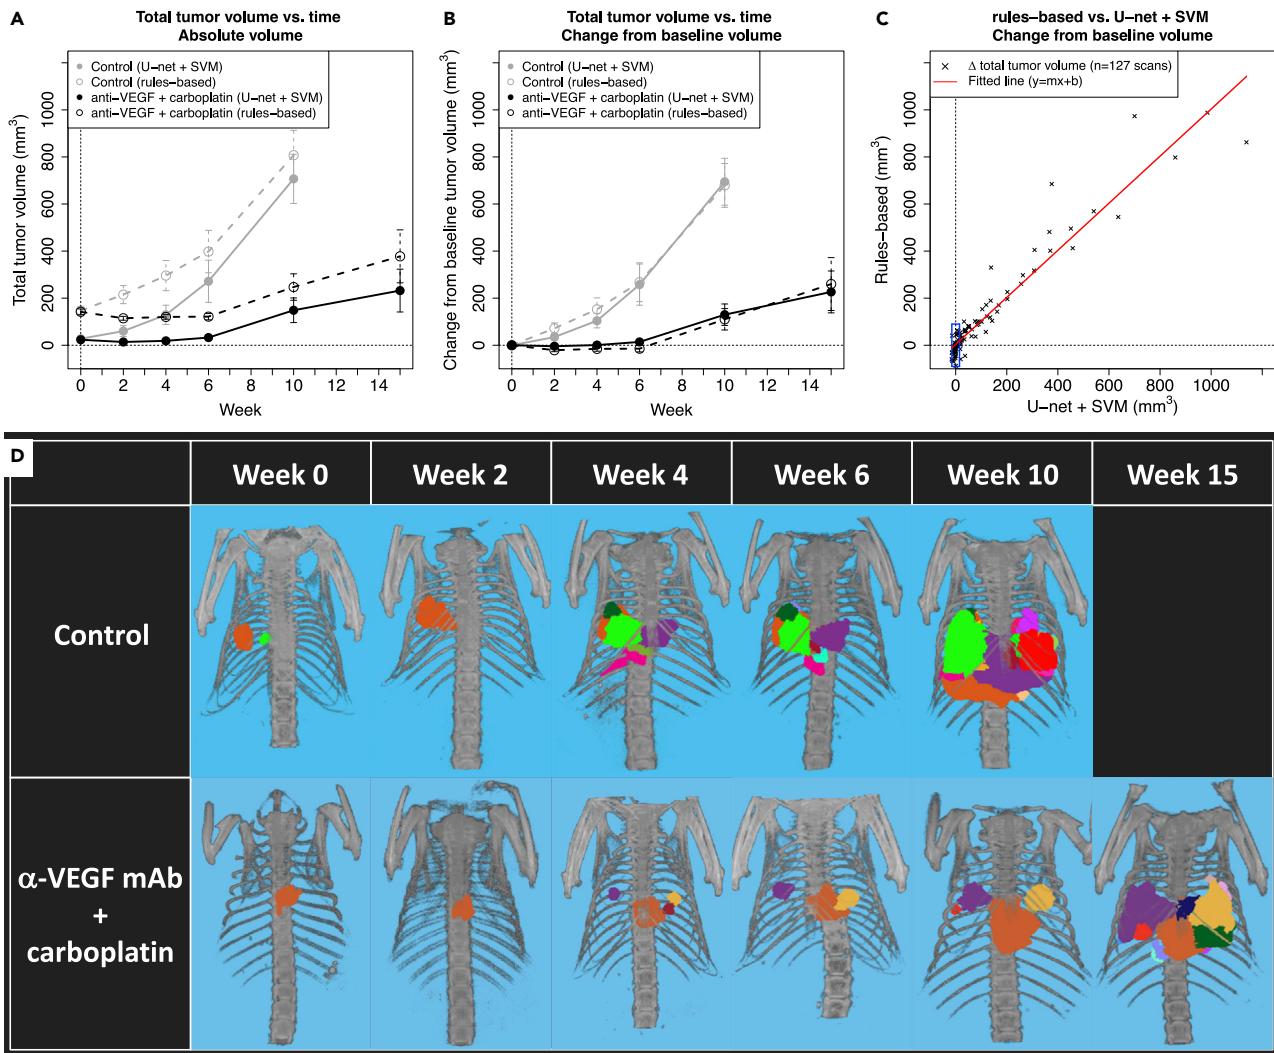 A
Total tumor volume vs. time
Absolute volume
Control (U−net + SVM)
Control (rules−based)
anti−VEGF + carboplatin (U−net + SVM)
anti−VEGF + carboplatin (rules−based)
Total tumor volume (mm3)
0
200
400
600
800
1000
0
2
4
6
8
10
12
14
Week
B
Total tumor volume vs. time
Change from baseline volume
Control (U−net + SVM)
Control (rules−based)
anti−VEGF + carboplatin (U−net + SVM)
anti−VEGF + carboplatin (rules−based)
Change from baseline tumor volume (mm3)
0
200
400
600
800
1000
0
2
4
6
8
10
12
14
Week
C
rules−based vs. U−net + SVM
Change from baseline volume
Δ total tumor volume (n=127 scans)
Fitted line (y=mx+b)
Rules−based (mm3)
0
200
400
600
800
1000
0
200
400
600
800
1000
U−net + SVM (mm3)
D
Week 0
Week 2
Week 4
Week 6
Week 10
Week 15
Control
α-VEGF mAb
+
carboplatin